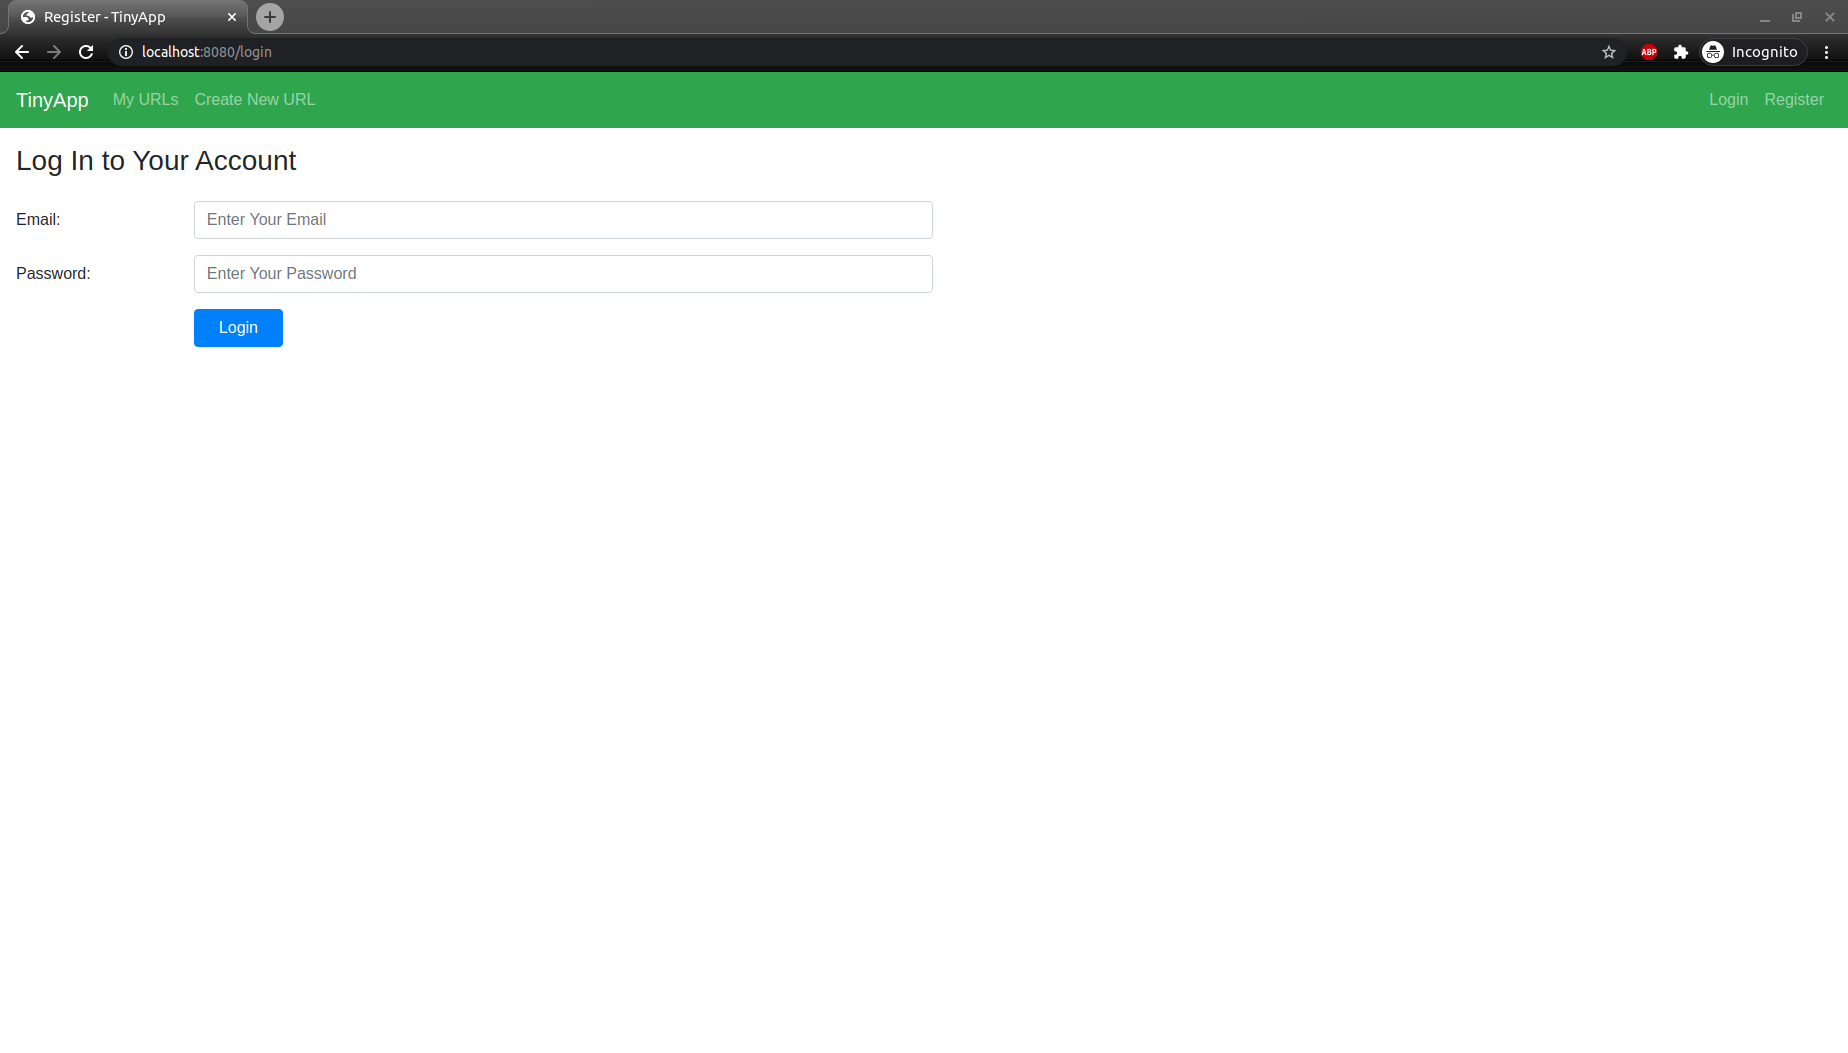 Register - TinyApp
localhost:8080/login
ABP
Incognito
TinyApp My URLs Create New URL Login Register
Log In to Your Account
Email: Enter Your Email
Password: Enter Your Password
Login